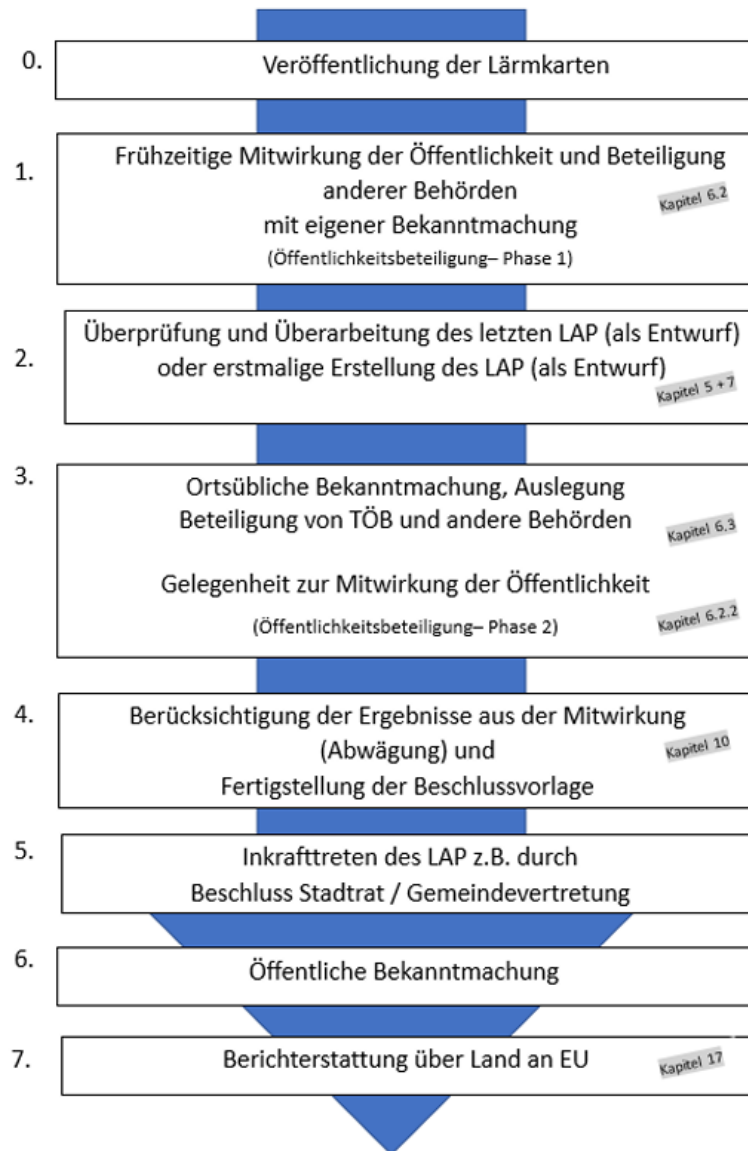 0.
Veröffentlichung der Lärmkarten
1.
Frühzeitige Mitwirkung der Öffentlichkeit und Beteiligung
anderer Behörden
mit eigener Bekanntmachung
(Öffentlichkeitsbeteiligung– Phase 1)
Kapitel 6.2
2.
Überprüfung und Überarbeitung des letzten LAP (als Entwurf)
oder erstmalige Erstellung des LAP (als Entwurf)
Kapitel 5 + 7
3.
Ortsübliche Bekanntmachung, Auslegung
Beteiligung von TÖB und andere Behörden
Kapitel 6.3
Gelegenheit zur Mitwirkung der Öffentlichkeit
(Öffentlichkeitsbeteiligung– Phase 2)
Kapitel 6.2.2
4.
Berücksichtigung der Ergebnisse aus der Mitwirkung
(Abwägung) und
Fertigstellung der Beschlussvorlage
Kapitel 10
5.
Inkrafttreten des LAP z.B. durch
Beschluss Stadtrat / Gemeindevertretung
6.
Öffentliche Bekanntmachung
7.
Berichterstattung über Land an EU
Kapitel 17